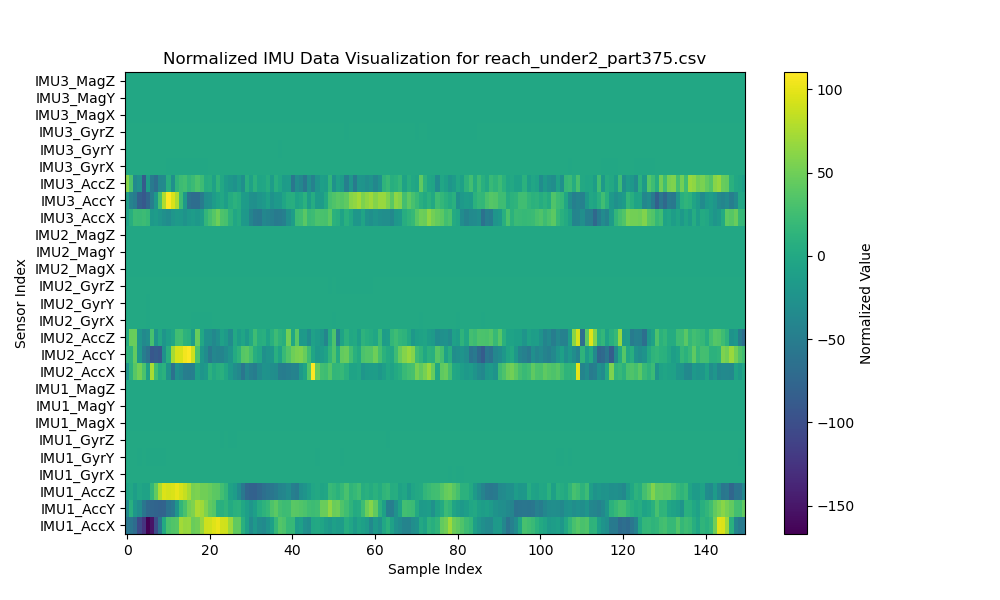 Normalized IMU Data Visualization for reach_under2_part375.csv
IMU3_MagZ
IMU3_MagY
IMU3_MagX
IMU3_GyrZ
IMU3_GyrY
IMU3_GyrX
IMU3_AccZ
IMU3_AccY
IMU3_AccX
IMU2_MagZ
IMU2_MagY
IMU2_MagX
IMU2_GyrZ
IMU2_GyrY
IMU2_GyrX
IMU2_AccZ
IMU2_AccY
IMU2_AccX
IMU1_MagZ
IMU1_MagY
IMU1_MagX
IMU1_GyrZ
IMU1_GyrY
IMU1_GyrX
IMU1_AccZ
IMU1_AccY
IMU1_AccX
Sensor Index
0 20 40 60 80 100 120 140
Sample Index
100
50
0
−50
−100
−150
Normalized Value